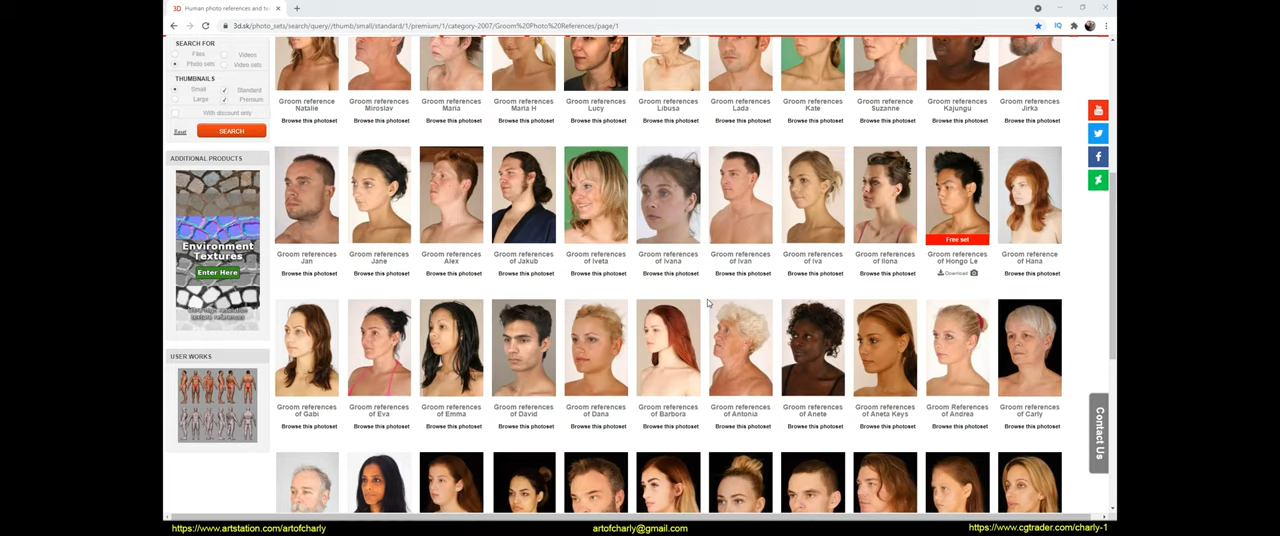 Human photo references and te
3d.sk/photo_sets/search/query//thumb/small/standard/1/premium/1/category-2007/Groom%20Photo%20References/page/1
SEARCH FOR
Files
Videos
Photo sets
Video sets
THUMBNAILS
Small
Standard
Large
Premium
With discount only
Reset
SEARCH
Groom reference Groom references Groom references Groom references Groom references Groom references Groom references Groom references Groom references Groom references Groom references
Natalie Miroslav Maria Maria H Lucy Libusa Lada Kate Suzanne Kajungu Jirka
Browse this photoset Browse this photoset Browse this photoset Browse this photoset Browse this photoset Browse this photoset Browse this photoset Browse this photoset Browse this photoset Browse this photoset Browse this photoset
ADDITIONAL PRODUCTS
Environment
Textures
Enter Here
Free set
Groom references Groom references Groom references Groom references Groom references Groom references Groom references Groom references Groom references Groom references Groom reference
Jan Jane Alex of Jakub of Iveta of Ivana of Ivan of Iva of Ilona of Hongo Le of Hana
Browse this photoset Browse this photoset Browse this photoset Browse this photoset Browse this photoset Browse this photoset Browse this photoset Browse this photoset Browse this photoset Download Browse this photoset
USER WORKS
Groom references Groom references Groom references Groom references Groom references Groom references Groom references Groom references Groom references Groom References Groom references
of Gabi of Eva of Emma of David of Dana of Barbora of Antonia of Anete of Aneta Keys of Andrea of Carly
Browse this photoset Browse this photoset Browse this photoset Browse this photoset Browse this photoset Browse this photoset Browse this photoset Browse this photoset Browse this photoset Browse this photoset Browse this photoset
You
Tube
Contact Us
https://www.artstation.com/artofcharly
artofcharly@gmail.com
https://www.cgtrader.com/charly-1